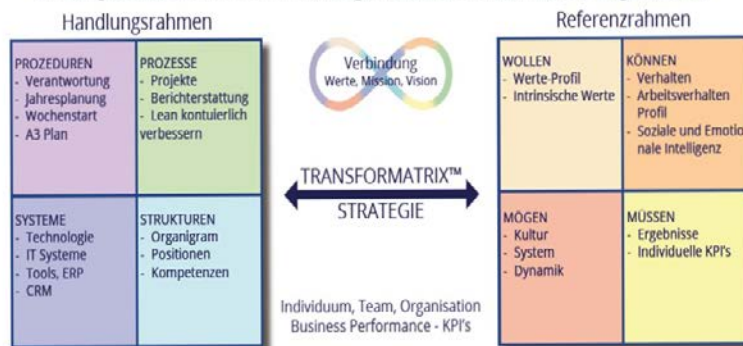 Handlungsrahmen
PROZEDUREN
- Verantwortung
- Jahresplanung
- Wochenstart
- A3 Plan
PROZESSE
- Projekte
- Berichterstattung
- Lean kontuierlich
verbessern
SYSTEME
- Technologie
- IT Systeme
- Tools, ERP
- CRM
STRUKTUREN
- Organigram
- Positionen
- Kompetenzen
Verbindung
Werte, Mission, Vision
TRANSFORMATRIX™
STRATEGIE
Individuum, Team, Organisation
Business Performance - KPI's
Referenzrahmen
WOLLEN
- Werte-Profil
- Intrinsische Werte
KÖNNEN
- Verhalten
- Arbeitsverhalten
Profil
- Soziale und Emotio
nale Intelligenz
MÖGEN
- Kultur
- System
- Dynamik
MÜSSEN
- Ergebnisse
- Individuelle KPI's